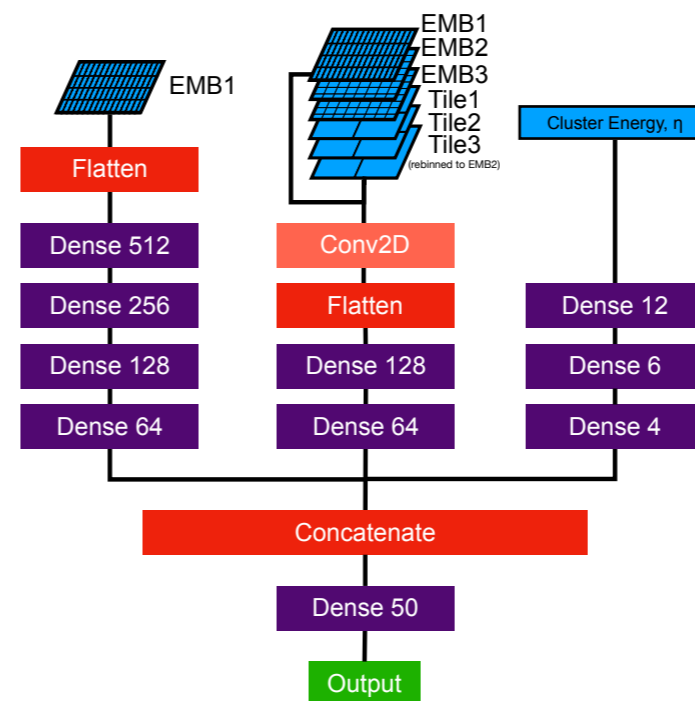 EMB1
Flatten
Dense 512
Dense 256
Dense 128
Dense 64
EMB1
EMB2
EMB3
Tile1
Tile2
Tile3
(rebinned to EMB2)
Conv2D
Flatten
Dense 128
Dense 64
Cluster Energy, η
Dense 12
Dense 6
Dense 4
Concatenate
Dense 50
Output